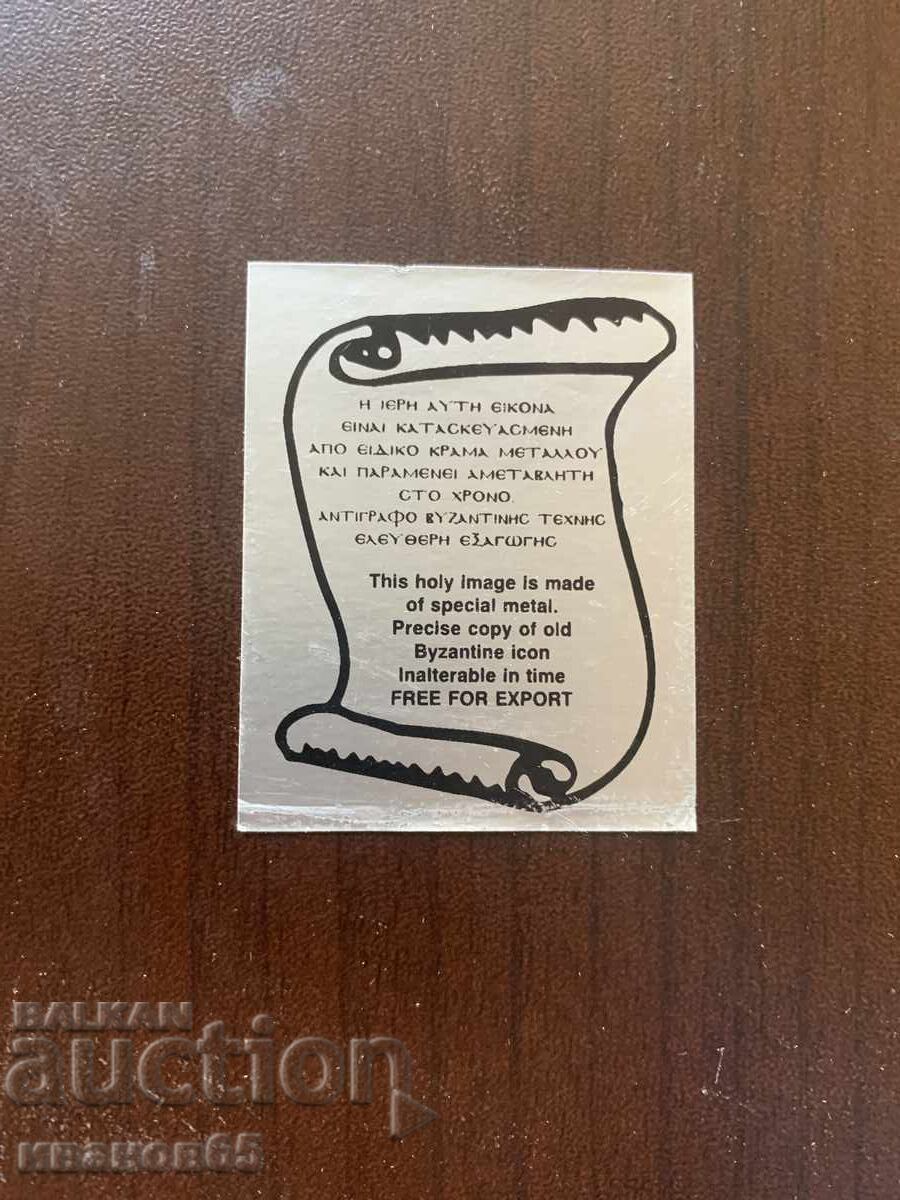 Η ΙΕΡΗ ΑΥΤΗ ΕΙΚΟΝΑ
ΕΙΝΑΙ ΚΑΤΑϹΚΕΥΑϹΜΕΝΗ
ΑΠΟ ΕΙΔΙΚΟ ΚΡΑΜΑ ΜΕΤΑΛΛΟΥ
ΚΑΙ ΠΑΡΑΜΕΝΕΙ ΑΜΕΤΑΒΛΗΤΗ
ϹΤΟ ΧΡΟΝΟ.
ΑΝΤΙΓΡΑΦΟ ΒΥΖΑΝΤΙΝΗϹ ΤΕΧΝΗϹ
ΕΛΕΥΘΕΡΗ ΕΞΑΓΩΓΗϹ
This holy image is made
of special metal.
Precise copy of old
Byzantine icon
Inalterable in time
FREE FOR EXPORT
BALKAN
auction
иванов65